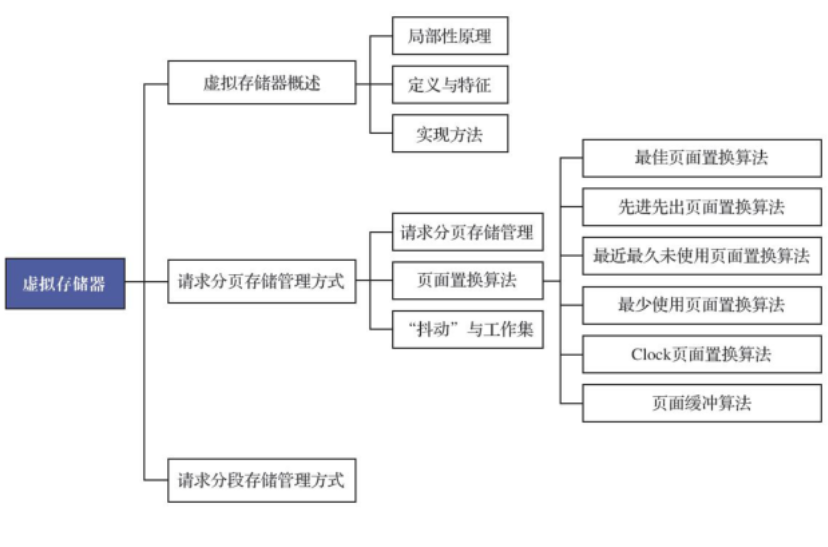 虚拟存储器
虚拟存储器概述
局部性原理
定义与特征
实现方法
请求分页存储管理方式
请求分页存储管理
页面置换算法
最佳页面置换算法
先进先出页面置换算法
最近最久未使用页面置换算法
最少使用页面置换算法
Clock页面置换算法
页面缓冲算法
“抖动”与工作集
请求分段存储管理方式